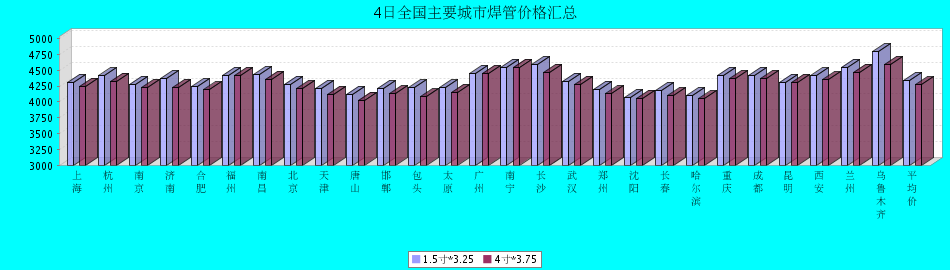 4日全国主要城市焊管价格汇总
5000
4750
4500
4250
4000
3750
3500
3250
3000
上海
杭州
南京
济南
合肥
福州
南昌
北京
天津
唐山
邯郸
包头
太原
广州
南宁
长沙
武汉
郑州
沈阳
长春
哈尔滨
重庆
成都
昆明
西安
兰州
乌鲁木齐
平均价
1.5寸*3.25 4寸*3.75